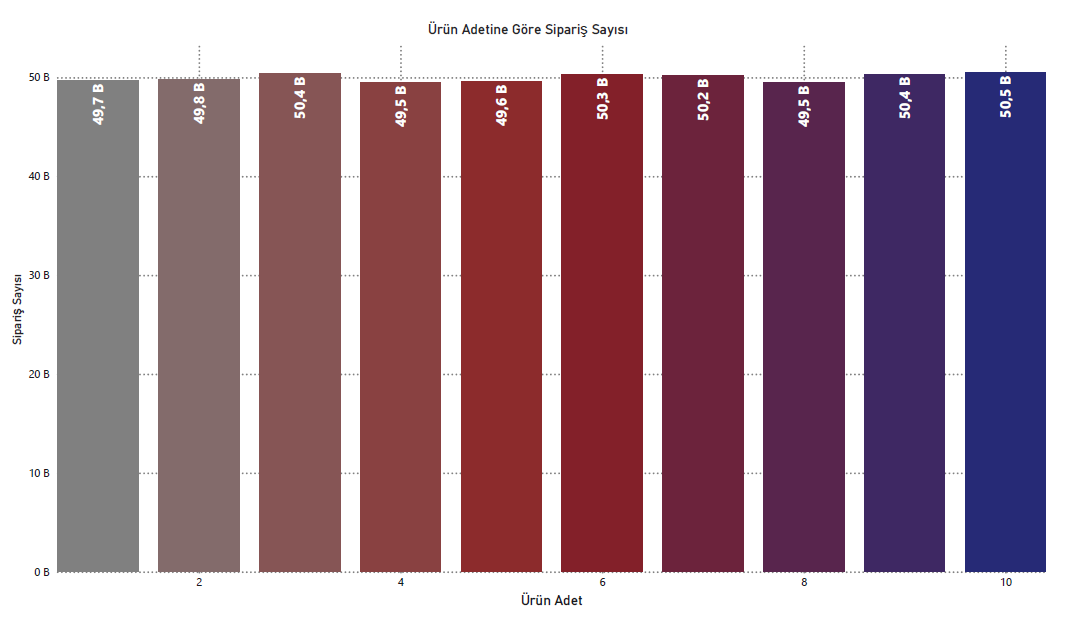 Ürün Adetine Göre Sipariş Sayısı
50 B
40 B
30 B
20 B
10 B
0 B
Sipariş Sayısı
49,7 B
49,8 B
50,4 B
49,5 B
49,6 B
50,3 B
50,2 B
49,5 B
50,4 B
50,5 B
2
4
6
8
10
Ürün Adet